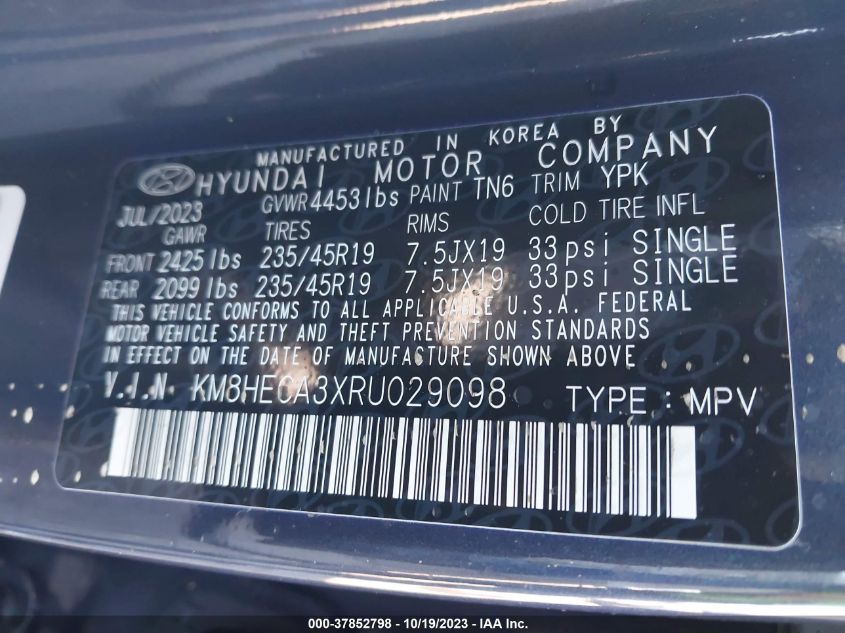 MANUFACTURED IN KOREA BY
HYUNDAI MOTOR COMPANY
JUL/2023 GVWR 4453lbs PAINT TN6 TRIM YPK
GAWR TIRES RIMS COLD TIRE INFL
FRONT 2425lbs 235/45R19 7.5JX19 33psi SINGLE
REAR 2099lbs 235/45R19 7.5JX19 33psi SINGLE
THIS VEHICLE CONFORMS TO ALL APPLICABLE U.S.A. FEDERAL
MOTOR VEHICLE SAFETY AND THEFT PREVENTION STANDARDS
IN EFFECT ON THE DATE OF MANUFACTURE SHOWN ABOVE
V.I.N. KM8HECA3XRU029098 TYPE : MPV
000-37852798 - 10/19/2023 - IAAI Inc.